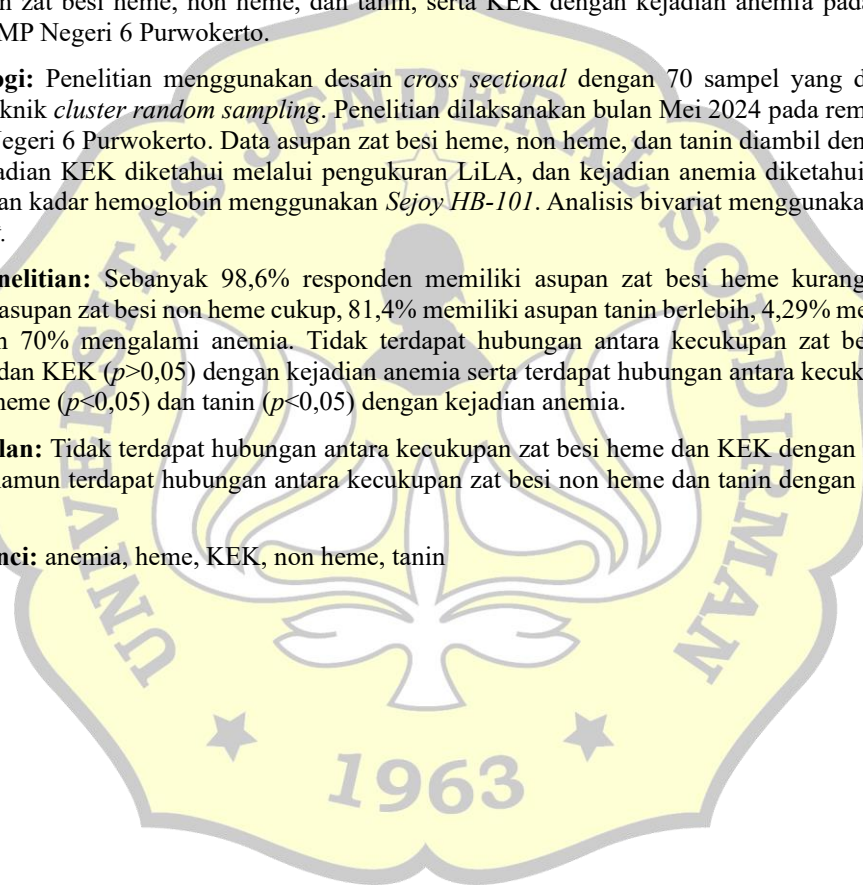 zat besi heme, non heme, dan tanin, serta KEK dengan kejadian anemia pada
MP Negeri 6 Purwokerto.
ogi: Penelitian menggunakan desain cross sectional dengan 70 sampel yang d
knik cluster random sampling. Penelitian dilaksanakan bulan Mei 2024 pada rem
Negeri 6 Purwokerto. Data asupan zat besi heme, non heme, dan tanin diambil den
adian KEK diketahui melalui pengukuran LiLA, dan kejadian anemia diketahui
an kadar hemoglobin menggunakan Sejoy HB-101. Analisis bivariat menggunaka
nelitian: Sebanyak 98,6% responden memiliki asupan zat besi heme kurang
asupan zat besi non heme cukup, 81,4% memiliki asupan tanin berlebih, 4,29% me
n 70% mengalami anemia. Tidak terdapat hubungan antara kecukupan zat be
dan KEK (p>0,05) dengan kejadian anemia serta terdapat hubungan antara kecuk
heme (p<0,05) dan tanin (p<0,05) dengan kejadian anemia.
lan: Tidak terdapat hubungan antara kecukupan zat besi heme dan KEK dengan
namun terdapat hubungan antara kecukupan zat besi non heme dan tanin dengan
nci: anemia, heme, KEK, non heme, tanin
UNIVERSITAS JENDERAL SOEDIRMAN
1963